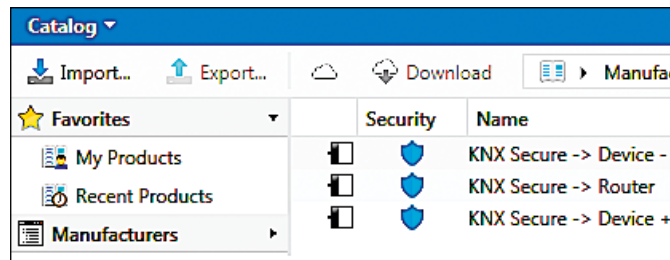 Catalog
Import... Export... Download Manufa
Favorites Security Name
My Products KNX Secure -> Device -
Recent Products KNX Secure -> Router
Manufacturers KNX Secure -> Device +